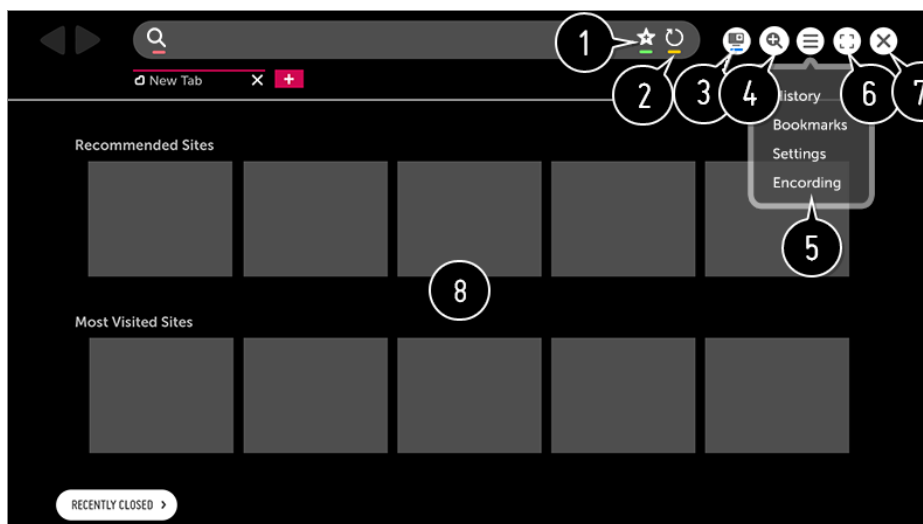 1
New Tab
2
3
4
6
7
History
Bookmarks
Settings
Encording
5
Recommended Sites
8
Most Visited Sites
RECENTLY CLOSED >